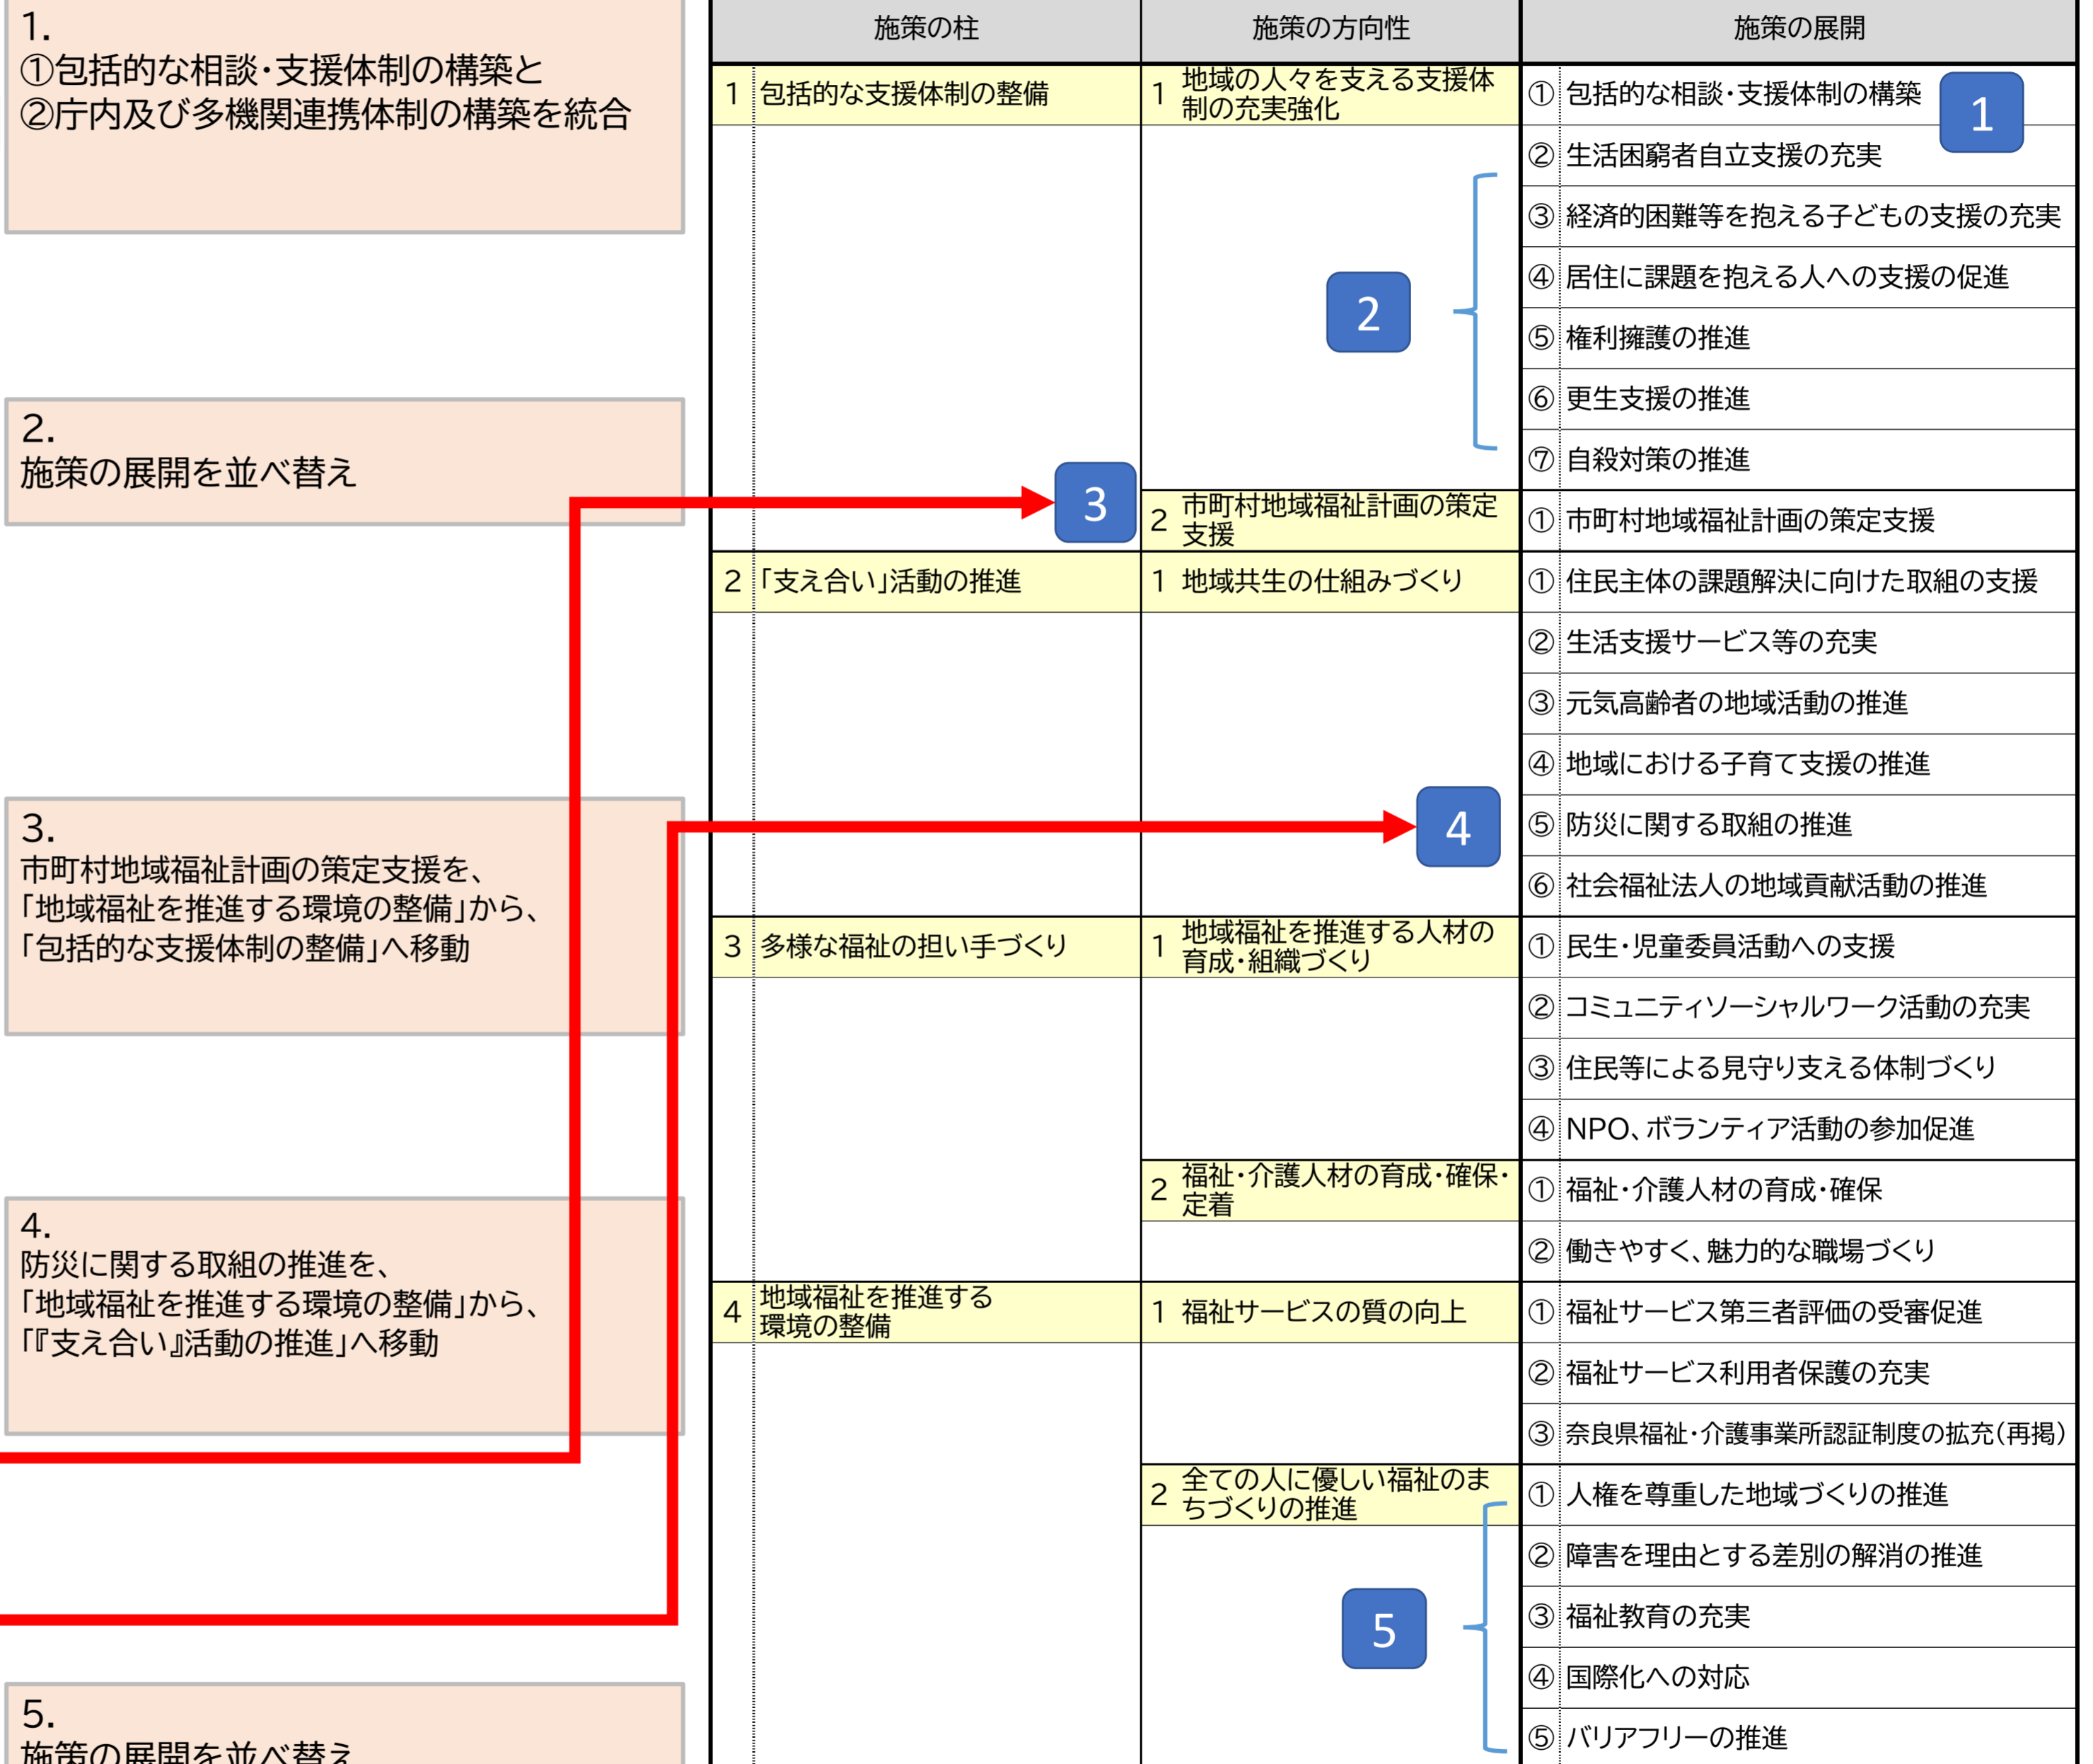 1.
①包括的な相談・支援体制の構築と
②庁内及び多機関連携体制の構築を統合
2.
施策の展開を並べ替え
3.
市町村地域福祉計画の策定支援を、
「地域福祉を推進する環境の整備」から、
「包括的な支援体制の整備」へ移動
4.
防災に関する取組の推進を、
「地域福祉を推進する環境の整備」から、
「『支え合い』活動の推進」へ移動
5.
施策の展開を並べ替え
施策の柱 施策の方向性 施策の展開
1 包括的な支援体制の整備 1 地域の人々を支える支援体
制の充実強化
① 包括的な相談・支援体制の構築 1
② 生活困窮者自立支援の充実
③ 経済的困難等を抱える子どもの支援の充実
2 ④ 居住に課題を抱える人への支援の促進
⑤ 権利擁護の推進
⑥ 更生支援の推進
⑦ 自殺対策の推進
3 2 市町村地域福祉計画の策定
支援
① 市町村地域福祉計画の策定支援
2 「支え合い」活動の推進 1 地域共生の仕組みづくり ① 住民主体の課題解決に向けた取組の支援
② 生活支援サービス等の充実
③ 元気高齢者の地域活動の推進
④ 地域における子育て支援の推進
4 ⑤ 防災に関する取組の推進
⑥ 社会福祉法人の地域貢献活動の推進
3 多様な福祉の担い手づくり 1 地域福祉を推進する人材の
育成・組織づくり
① 民生・児童委員活動への支援
② コミュニティソーシャルワーク活動の充実
③ 住民等による見守り支える体制づくり
④ NPO、ボランティア活動の参加促進
2 福祉・介護人材の育成・確保・
定着
① 福祉・介護人材の育成・確保
② 働きやすく、魅力的な職場づくり
4 地域福祉を推進する
環境の整備
1 福祉サービスの質の向上 ① 福祉サービス第三者評価の受審促進
② 福祉サービス利用者保護の充実
③ 奈良県福祉・介護事業所認証制度の拡充(再掲)
2 全ての人に優しい福祉のま
ちづくりの推進
① 人権を尊重した地域づくりの推進
② 障害を理由とする差別の解消の推進
5 ③ 福祉教育の充実
④ 国際化への対応
⑤ バリアフリーの推進